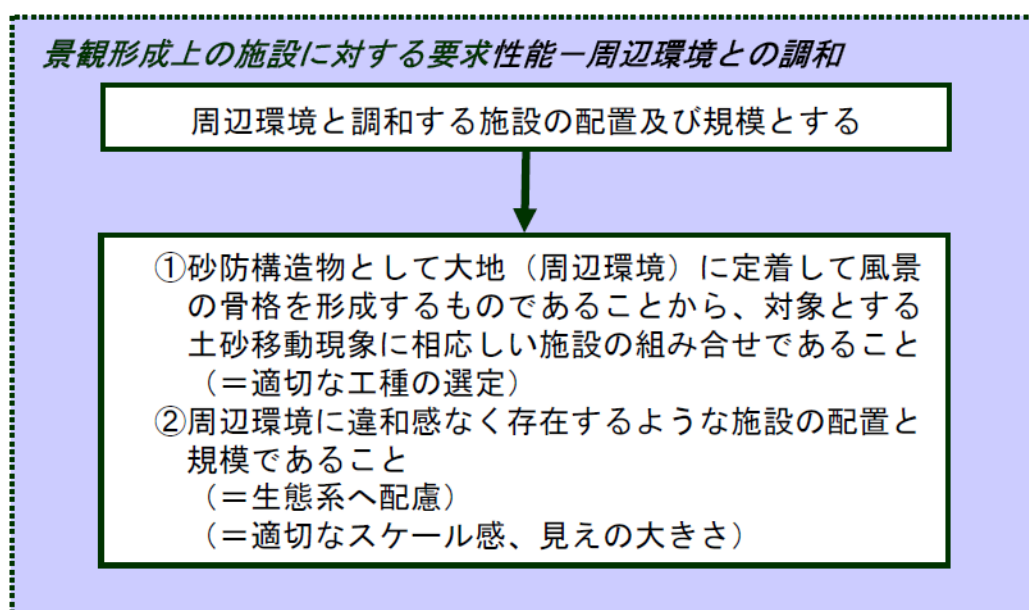 景観形成上の施設に対する要求性能－周辺環境との調和
周辺環境と調和する施設の配置及び規模とする
①砂防構造物として大地（周辺環境）に定着して風景
の骨格を形成するものであることから、対象とする
土砂移動現象に相応しい施設の組み合せであること
（＝適切な工種の選定）
②周辺環境に違和感なく存在するような施設の配置と
規模であること
（＝生態系へ配慮）
（＝適切なスケール感、見えの大きさ）